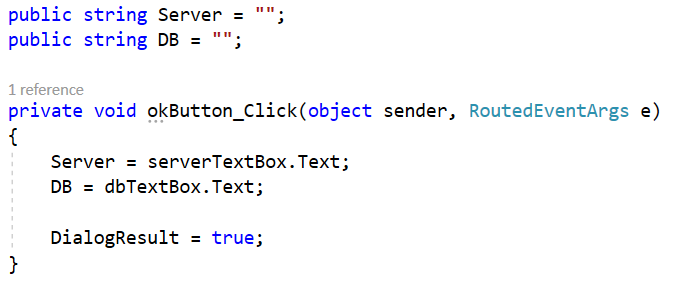 public string Server = "";
public string DB = "";
1 reference
private void okButton_Click(object sender, RoutedEventArgs e)
{
    Server = serverTextBox.Text;
    DB = dbTextBox.Text;
    DialogResult = true;
}